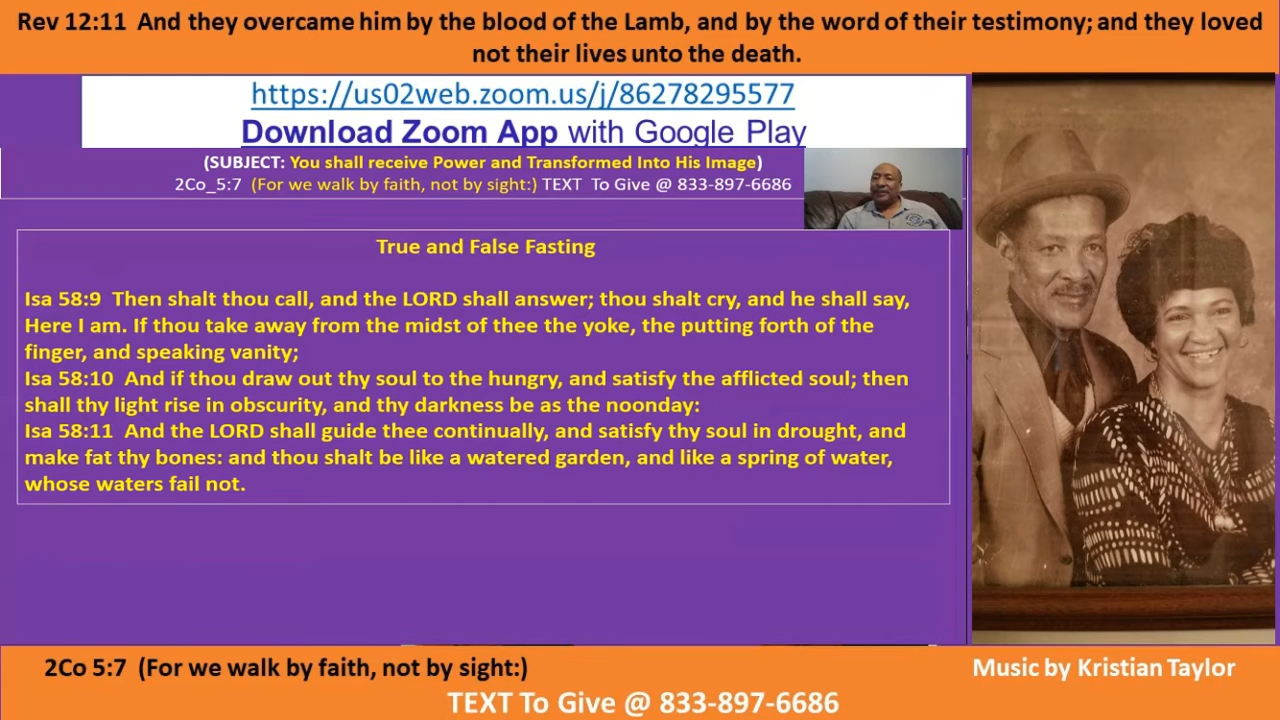 Rev 12:11 And they overcame him by the blood of the Lamb, and by the word of their testimony; and they loved
not their lives unto the death.
https://us02web.zoom.us/j/86278295577
Download Zoom App with Google Play
(SUBJECT: You shall receive Power and Transformed Into His Image)
2Co_5:7 (For we walk by faith, not by sight:) TEXT To Give @ 833-897-6686
True and False Fasting
Isa 58:9 Then shalt thou call, and the LORD shall answer; thou shalt cry, and he shall say,
Here I am. If thou take away from the midst of thee the yoke, the putting forth of the
finger, and speaking vanity;
Isa 58:10 And if thou draw out thy soul to the hungry, and satisfy the afflicted soul; then
shall thy light rise in obscurity, and thy darkness be as the noonday:
Isa 58:11 And the LORD shall guide thee continually, and satisfy thy soul in drought, and
make fat thy bones: and thou shalt be like a watered garden, and like a spring of water,
whose waters fail not.
2Co 5:7 (For we walk by faith, not by sight:)
Music by Kristian Taylor
TEXT To Give @ 833-897-6686